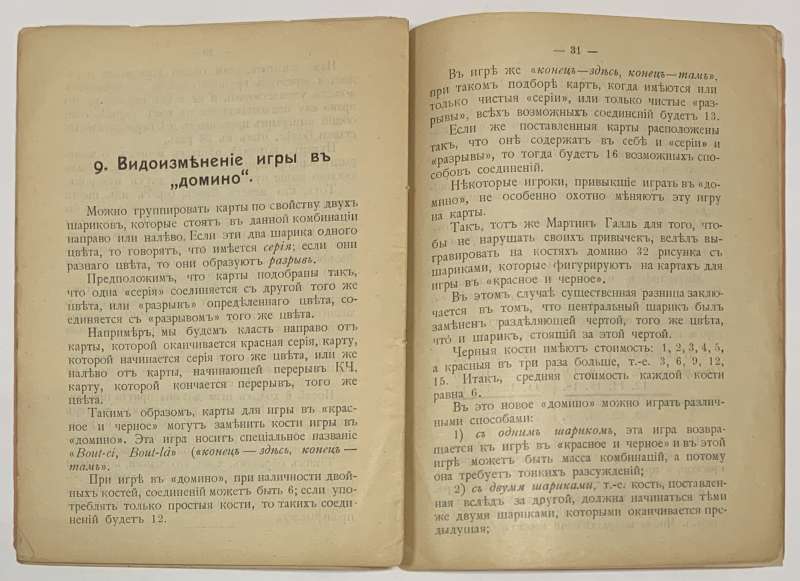 9. Видоизмѣненіе игры въ
„домино“.
Можно группировать карты по свойству двухъ
шариковъ, которые стоятъ въ данной комбинаціи
направо или налѣво. Если эти два шарика одного
цвѣта, то говорятъ, что имѣется серія; если они
разнаго цвѣта, то они образуютъ разрывъ.
Предположимъ, что карты подобраны такъ,
что одна «серія» соединяется съ другой того же
цвѣта, или «разрывъ» опредѣленнаго цвѣта, со-
единяется съ «разрывомъ» того же цвѣта.
Напримѣръ, мы будемъ класть направо отъ
карты, которой оканчивается красная серія, карту,
которой начинается серія того же цвѣта, или же
налѣво отъ карты, начинающей перерывъ КЧ,
карту, которой кончается перерывъ, того же
цвѣта.
Такимъ образомъ, карты для игры въ «крас-
ное и черное» могутъ замѣнить кости игры въ
«домино». Эта игра носитъ спеціальное названіе
«Bout-ci, Bout-là» («конецъ — здѣсь, конецъ —
тамъ».
При игрѣ въ «домино», при наличности двой-
ныхъ костей, соединеній можетъ быть 6; если упо-
треблять только простыя кости, то такихъ соеди-
неній будетъ 12.
— 31 —
Въ игрѣ же «конецъ—здѣсь, конецъ—тамъ»,
при такомъ подборѣ картъ, когда имѣются или
только чистыя «серіи», или только чистые «раз-
рывы», всѣхъ возможныхъ соединеній будетъ 13.
Если же поставленныя карты расположены
такъ, что онѣ содержатъ въ себѣ и «серіи» и
«разрывы», то тогда будетъ 16 возможныхъ спо-
собовъ соединеній.
Нѣкоторые игроки, привыкшіе играть въ «до-
мино», не особенно охотно мѣняютъ эту игру
на карты.
Такъ, тотъ же Мартинъ Галль для того, что-
бы не нарушать своихъ привычекъ, велѣлъ вы-
гравировать на костяхъ домино 32 рисунка съ
шариками, которые фигурируютъ на картахъ для
игры въ «красное и черное».
Въ этомъ случаѣ существенная разница заклю-
чается въ томъ, что центральный шарикъ былъ
замѣненъ раздѣляющей чертой, того же цвѣта,
что и шарикъ, стоящій за этой чертой.
Черныя кости имѣютъ стоимость: 1, 2, 3, 4, 5,
а красныя въ три раза больше, т.-е. 3, 6, 9, 12,
15. Итакъ, средняя стоимость каждой кости
равна 6.
Въ это новое «домино» можно играть различ-
ными способами:
1) съ однимъ шарикомъ, эта игра возвра-
щается къ игрѣ въ «красное и черное» и въ этой
игрѣ можетъ быть масса комбинацій, а потому
она требуетъ тонкихъ разсужденій;
2) съ двумя шариками, т.-е. кость, поставлен-
ная вслѣдъ за другой, должна начинаться тѣми
же двумя шариками, которыми оканчивается пре-
дыдущая;